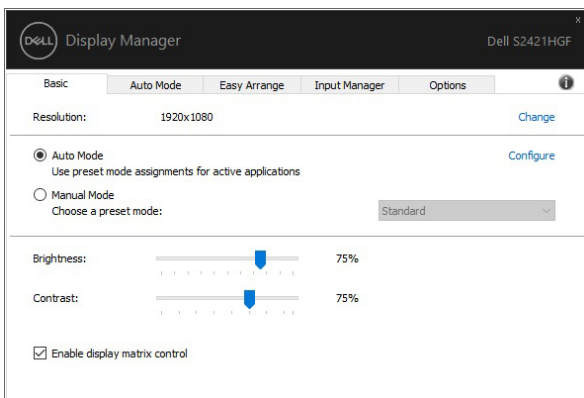 x
DELL Display Manager Dell S2421HGF
Basic Auto Mode Easy Arrange Input Manager Options i
Resolution: 1920x1080 Change
Auto Mode Configure
Use preset mode assignments for active applications
Manual Mode
Choose a preset mode: Standard
Brightness: 75%
Contrast: 75%
Enable display matrix control